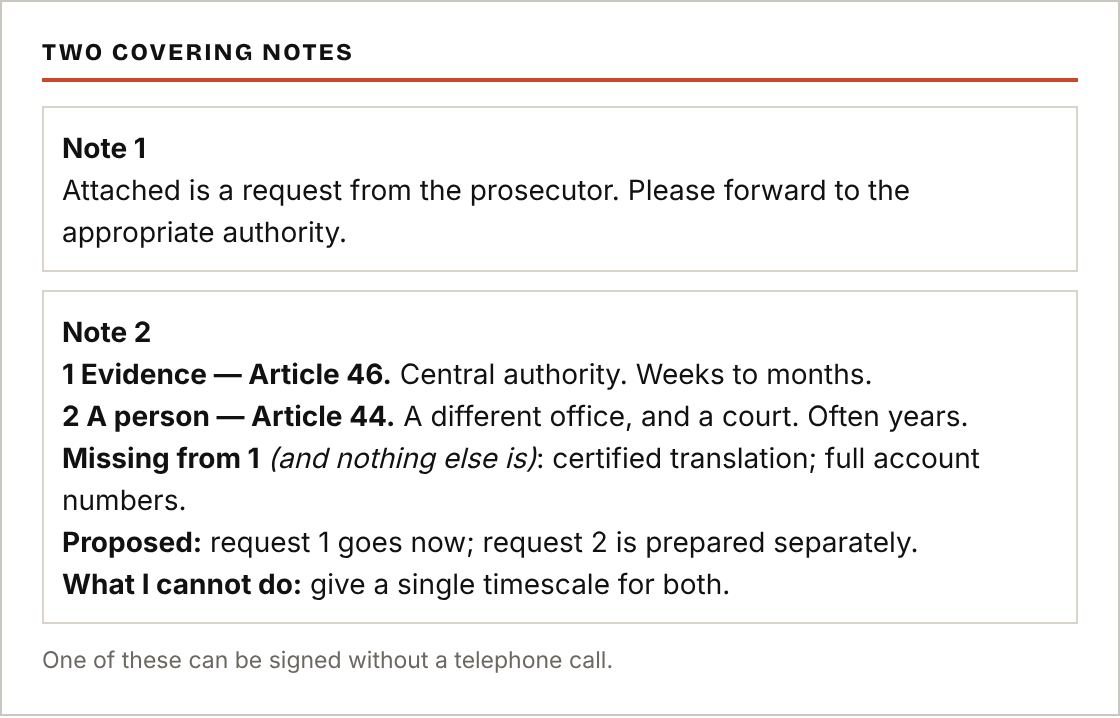 TWO COVERING NOTES
Note 1
Attached is a request from the prosecutor. Please forward to the
appropriate authority.
Note 2
1 Evidence — Article 46. Central authority. Weeks to months.
2 A person — Article 44. A different office, and a court. Often years.
Missing from 1 (and nothing else is): certified translation; full account
numbers.
Proposed: request 1 goes now; request 2 is prepared separately.
What I cannot do: give a single timescale for both.
One of these can be signed without a telephone call.